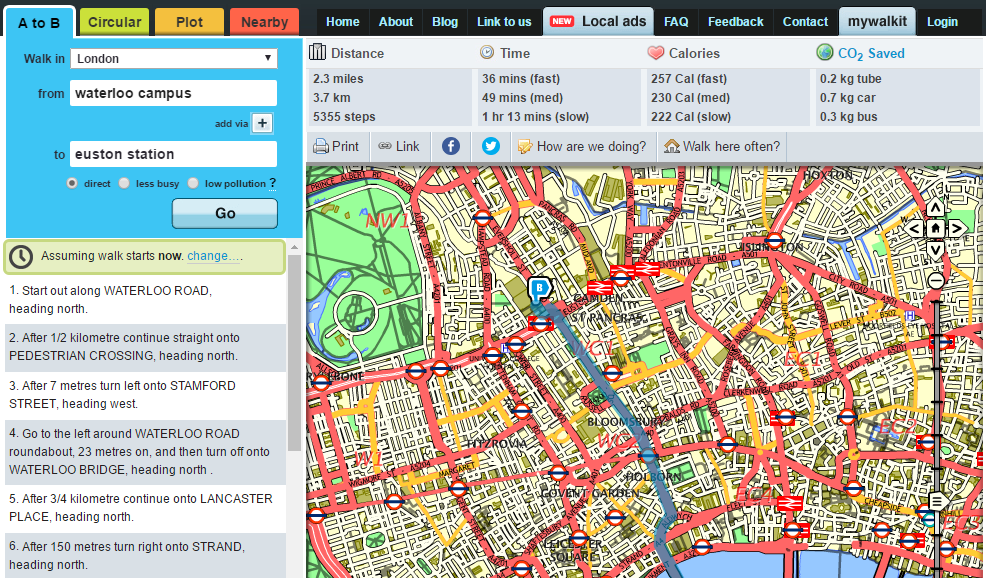 A to B
Circular
Plot
Nearby
Home
About
Blog
Link to us
NEW Local ads
FAQ
Feedback
Contact
mywalkit
Login
Walk in London
from waterloo campus
add via +
to euston station
direct less busy low pollution ?
Go
Distance
2.3 miles
3.7 km
5355 steps
Time
36 mins (fast)
49 mins (med)
1 hr 13 mins (slow)
Calories
257 Cal (fast)
230 Cal (med)
222 Cal (slow)
CO2 Saved
0.2 kg tube
0.7 kg car
0.3 kg bus
Print
Link
How are we doing?
Walk here often?
Assuming walk starts now. change....
1. Start out along WATERLOO ROAD,
heading north.
2. After 1/2 kilometre continue straight onto
PEDESTRIAN CROSSING, heading north.
3. After 7 metres turn left onto STAMFORD
STREET, heading west.
4. Go to the left around WATERLOO ROAD
roundabout, 23 metres on, and then turn off onto
WATERLOO BRIDGE, heading north .
5. After 3/4 kilometre continue onto LANCASTER
PLACE, heading north.
6. After 150 metres turn right onto STRAND,
heading north.
HOXTON
NW1
ISLINGTON
B
CAMDEN
ST PANCRAS
WC1
EC1
BLOOMSBURY
CLERKENWELL
FITZROVIA
W1
EC2
HOLBORN
COVENT GARDEN
LEICESTER
SQUARE
CHEAPSIDE
STRAND